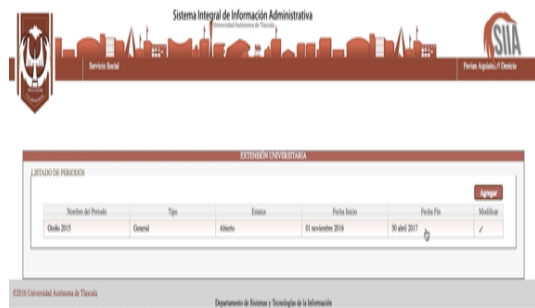 Sistema Integral de Información Administrativa
Universidad Autónoma de Tlaxcala
SIIA
Servicio Social
EXTENSIÓN UNIVERSITARIA
LISTADO DE PERIODOS
Agregar
Nombre del Periodo Tipo Estatus Fecha Inicio Fecha Fin Modificar
Otoño 2015 General Abierto 01 noviembre 2016 30 abril 2017
©2016 Universidad Autónoma de Tlaxcala
Departamento de Sistemas y Tecnologías de la Información